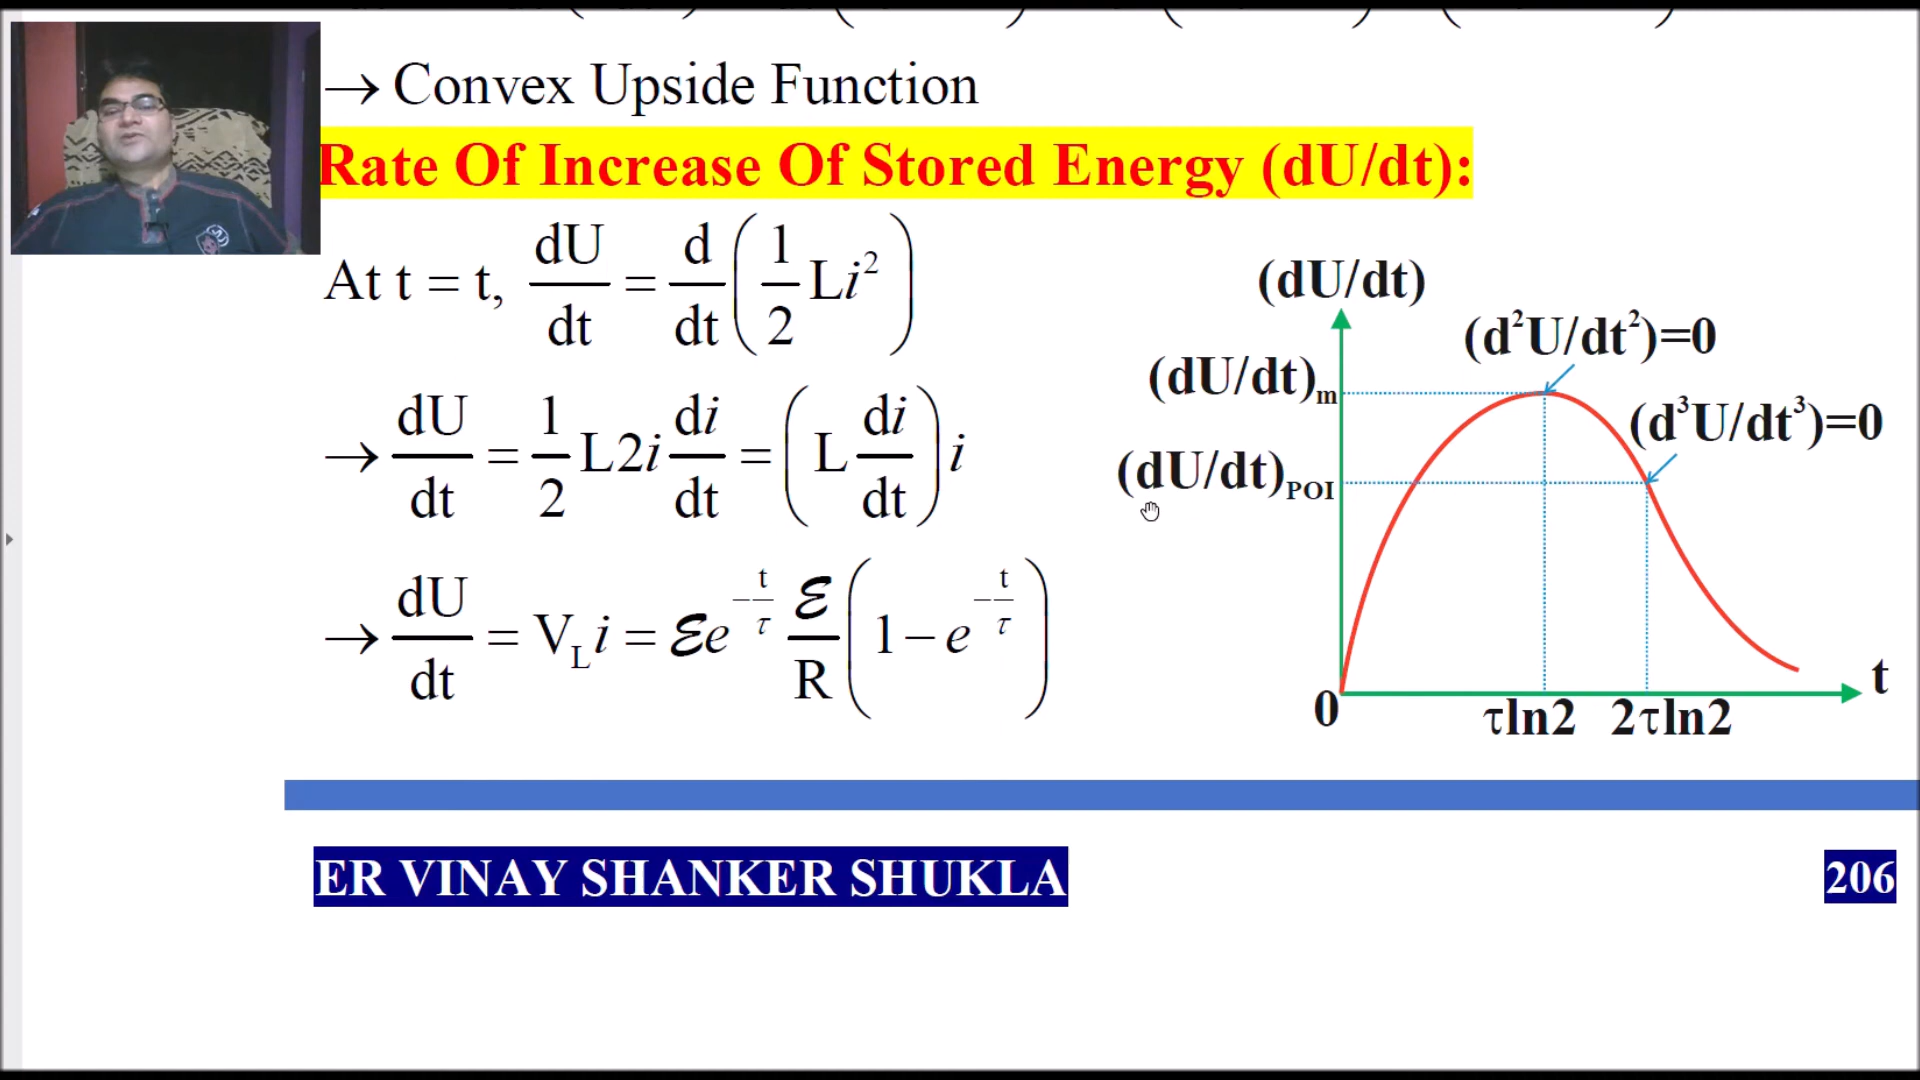 → Convex Upside Function
Rate Of Increase Of Stored Energy (dU/dt):
At t = t, dU/dt = d/dt (1/2 Li²)
→ dU/dt = 1/2 L2i di/dt = (L di/dt) i
→ dU/dt = V_L i = ℰe^(-t/τ) ℰ/R (1 − e^(-t/τ))
(dU/dt)
(d²U/dt²)=0
(dU/dt)m
(d³U/dt³)=0
(dU/dt)POI
t
0 τln2 2τln2
ER VINAY SHANKER SHUKLA
206